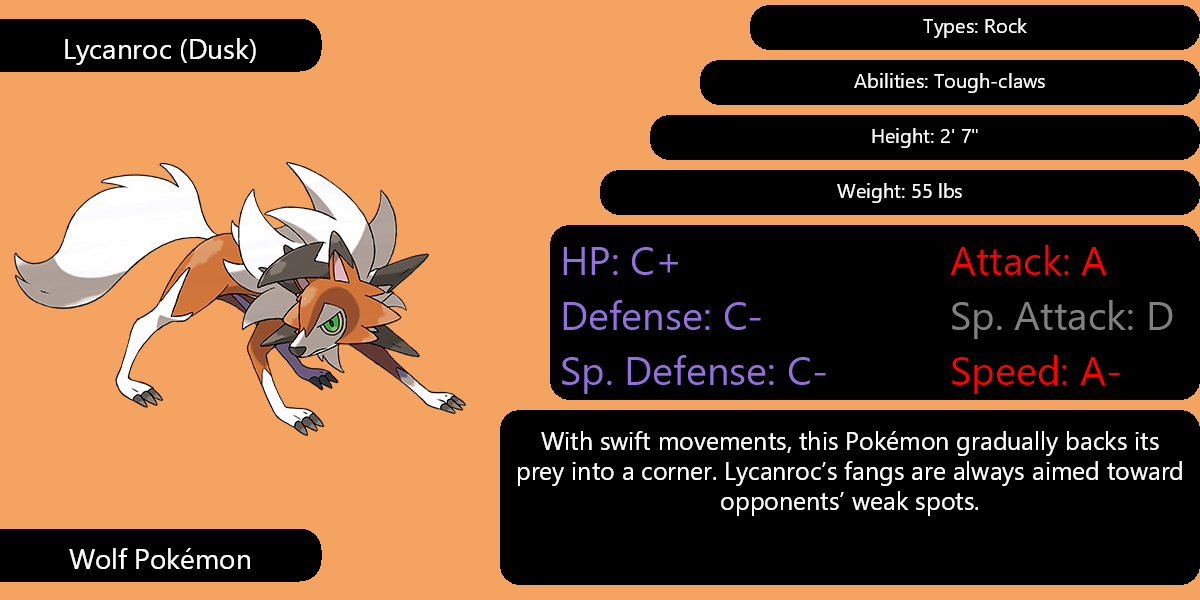 Lycanroc (Dusk)
Types: Rock
Abilities: Tough-claws
Height: 2' 7"
Weight: 55 lbs
HP: C+
Attack: A
Defense: C-
Sp. Attack: D
Sp. Defense: C-
Speed: A-
With swift movements, this Pokémon gradually backs its
prey into a corner. Lycanroc’s fangs are always aimed toward
opponents’ weak spots.
Wolf Pokémon